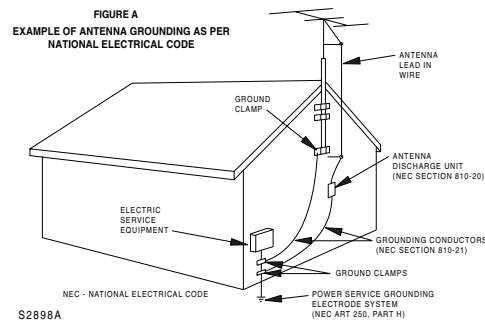 FIGURE A
EXAMPLE OF ANTENNA GROUNDING AS PER
NATIONAL ELECTRICAL CODE
ANTENNA
LEAD IN
WIRE
GROUND
CLAMP
ANTENNA
DISCHARGE UNIT
(NEC SECTION 810-20)
ELECTRIC
SERVICE
EQUIPMENT
GROUNDING CONDUCTORS
(NEC SECTION 810-21)
GROUND CLAMPS
NEC - NATIONAL ELECTRICAL CODE
POWER SERVICE GROUNDING
ELECTRODE SYSTEM
(NEC ART 250, PART H)
S2898A